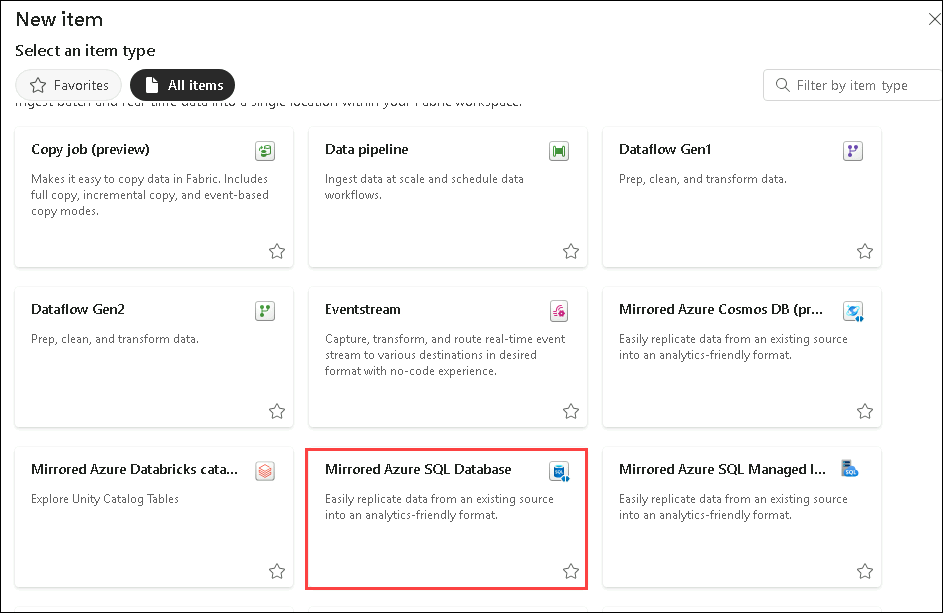 New item
Select an item type
Favorites
All items
Filter by item type
Ingest batch and real-time data into a single location within your Fabric workspace.
Copy job (preview)
Makes it easy to copy data in Fabric. Includes
full copy, incremental copy, and event-based
copy modes.
Data pipeline
Ingest data at scale and schedule data
workflows.
Dataflow Gen1
Prep, clean, and transform data.
Dataflow Gen2
Prep, clean, and transform data.
Eventstream
Capture, transform, and route real-time event
stream to various destinations in desired
format with no-code experience.
Mirrored Azure Cosmos DB (pr...
Easily replicate data from an existing source
into an analytics-friendly format.
Mirrored Azure Databricks cata...
Explore Unity Catalog Tables
Mirrored Azure SQL Database
SQL
Easily replicate data from an existing source
into an analytics-friendly format.
Mirrored Azure SQL Managed I...
SQL
Easily replicate data from an existing source
into an analytics-friendly format.